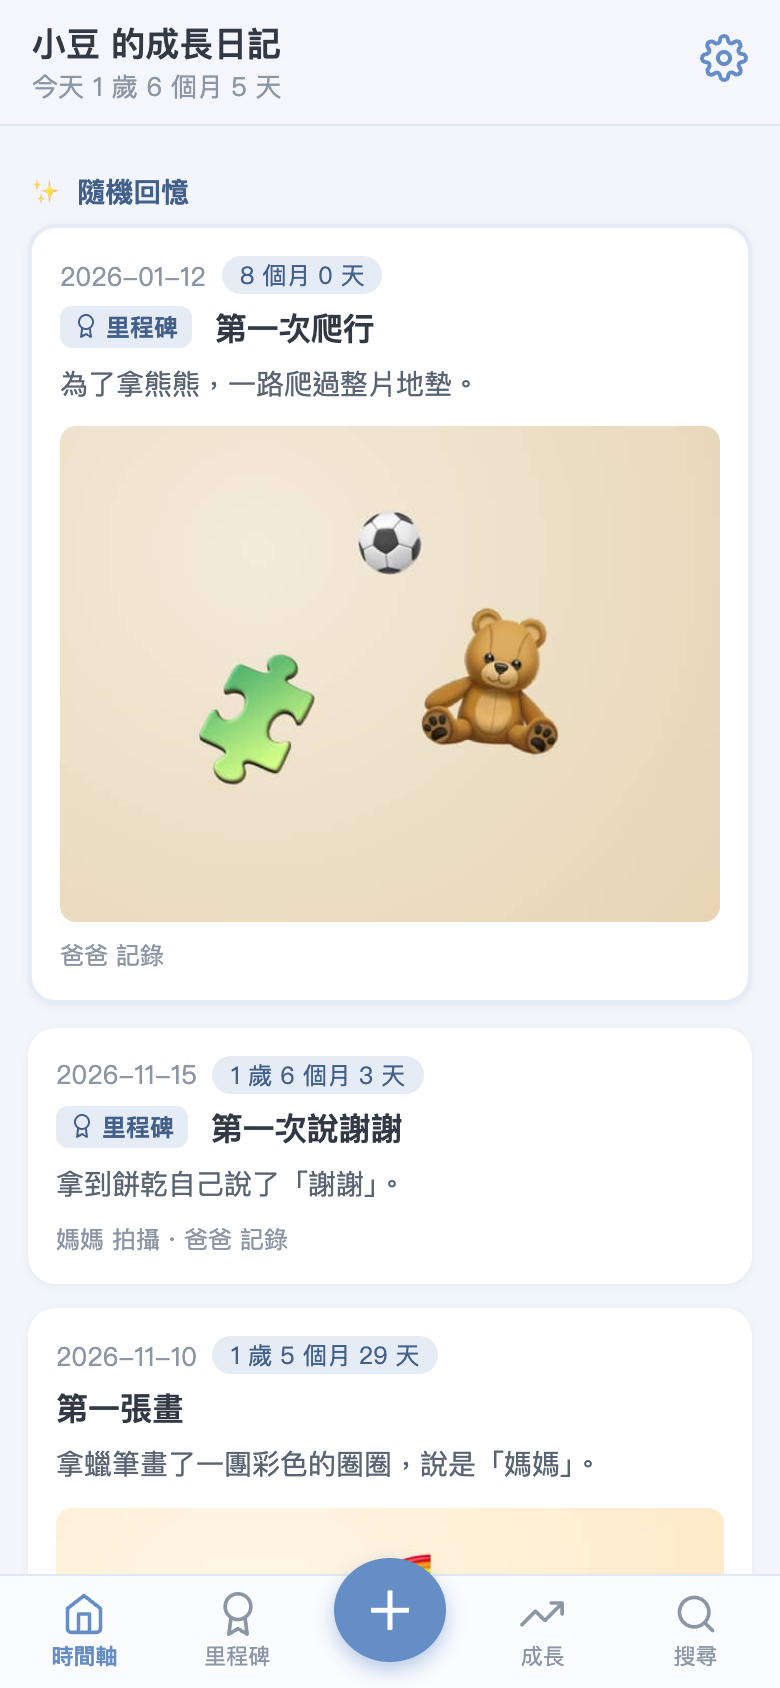 小豆 的成長日記
今天 1 歲 6 個月 5 天
✨ 隨機回憶
2026-01-12 8 個月 0 天
里程碑 第一次爬行
為了拿熊熊，一路爬過整片地墊。
爸爸 記錄
2026-11-15 1 歲 6 個月 3 天
里程碑 第一次說謝謝
拿到餅乾自己說了「謝謝」。
媽媽 拍攝 · 爸爸 記錄
2026-11-10 1 歲 5 個月 29 天
第一張畫
拿蠟筆畫了一團彩色的圈圈，說是「媽媽」。
時間軸 里程碑 成長 搜尋